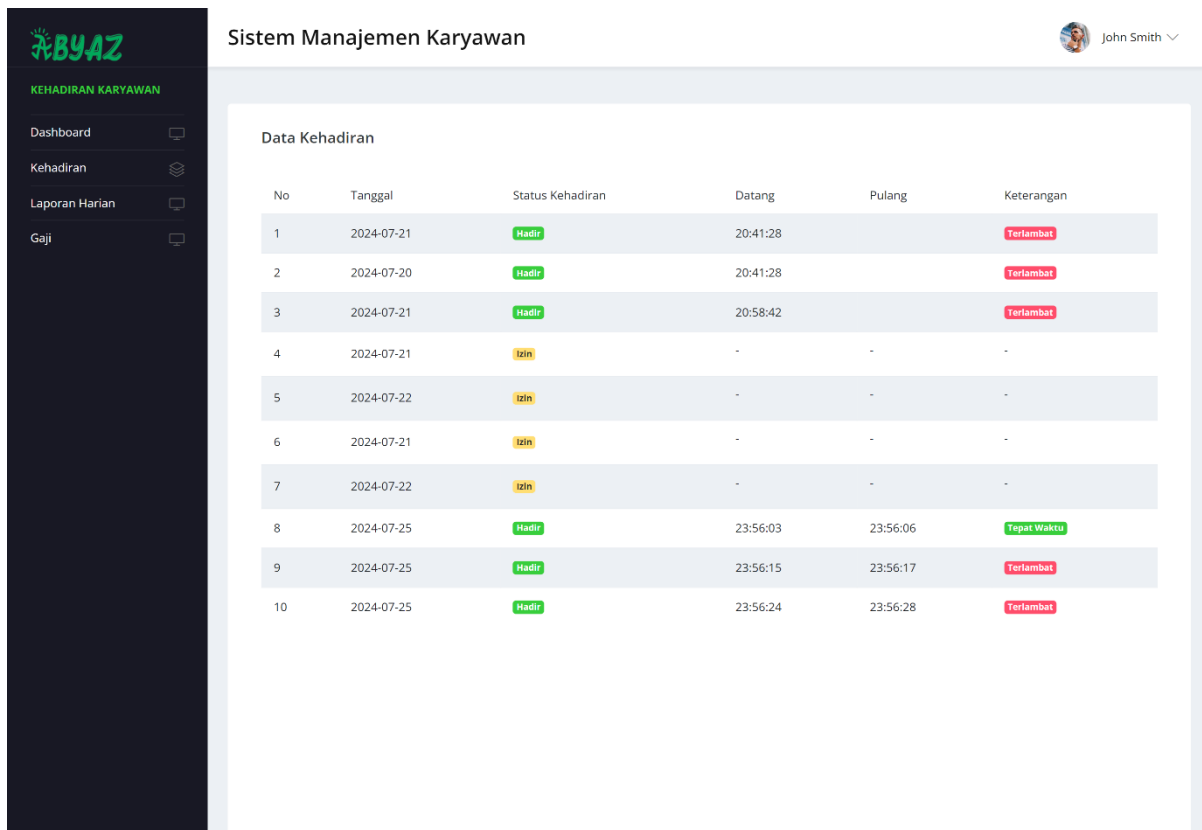 ABYAZ
Sistem Manajemen Karyawan
John Smith
KEHADIRAN KARYAWAN
Dashboard
Kehadiran
Laporan Harian
Gaji
Data Kehadiran
No Tanggal Status Kehadiran Datang Pulang Keterangan
1 2024-07-21 Hadir 20:41:28 Terlambat
2 2024-07-20 Hadir 20:41:28 Terlambat
3 2024-07-21 Hadir 20:58:42 Terlambat
4 2024-07-21 Izin - - -
5 2024-07-22 Izin - - -
6 2024-07-21 Izin - - -
7 2024-07-22 Izin - - -
8 2024-07-25 Hadir 23:56:03 23:56:06 Tepat Waktu
9 2024-07-25 Hadir 23:56:15 23:56:17 Terlambat
10 2024-07-25 Hadir 23:56:24 23:56:28 Terlambat